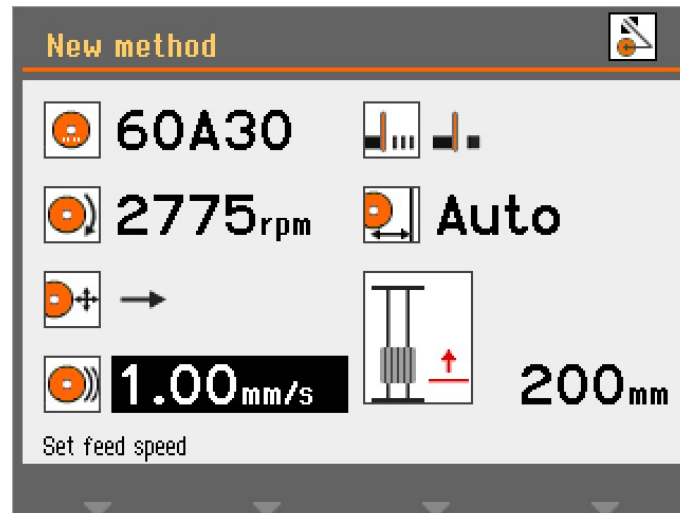 New method
60A30
2775rpm
Auto
1.00mm/s
200mm
Set feed speed